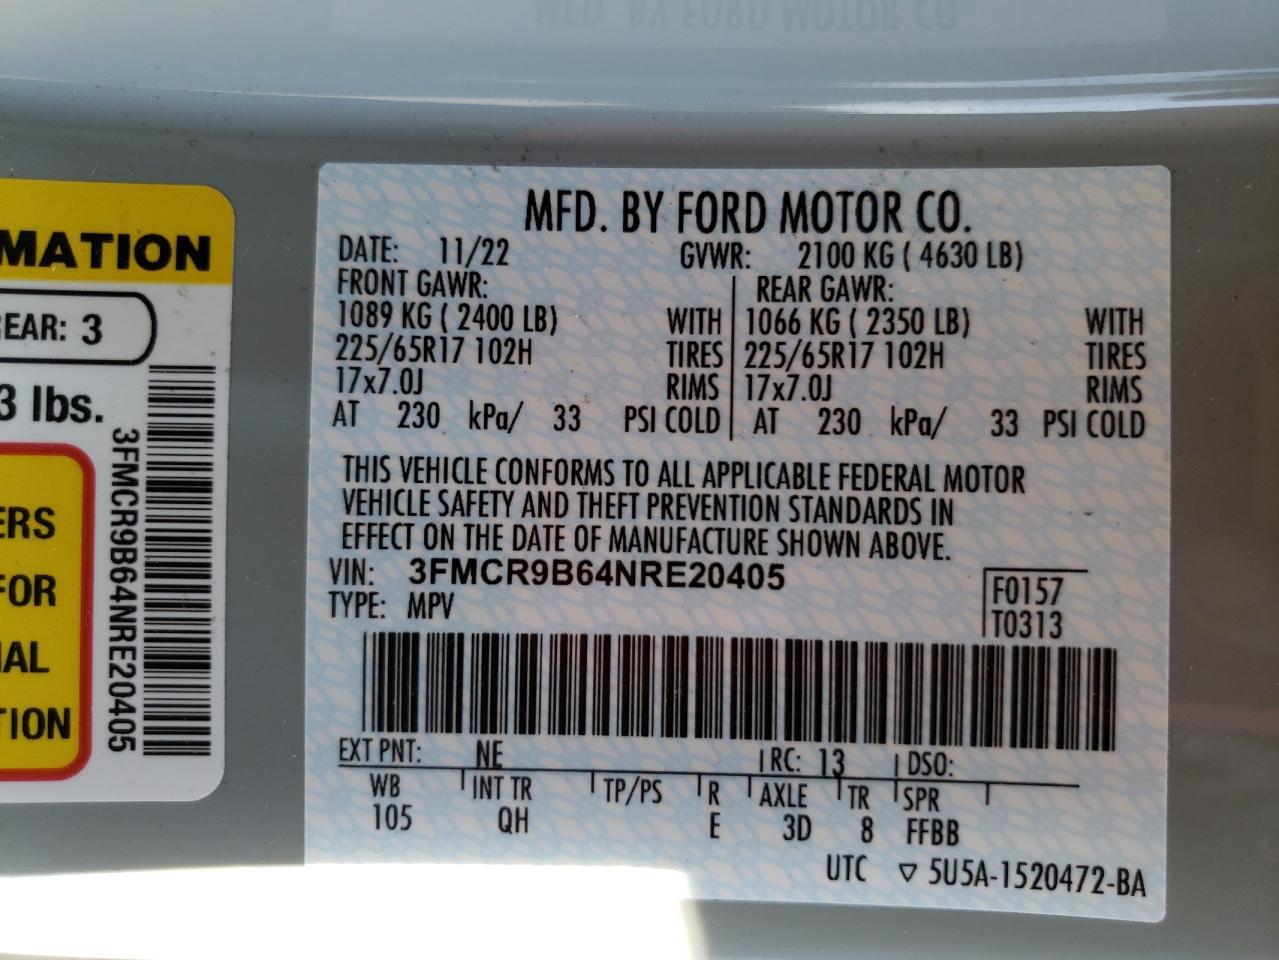 MFD. BY FORD MOTOR CO.
MATION
REAR: 3
3 lbs.
3FMCR9B64NRE20405
ERS
FOR
IAL
TION
MFD. BY FORD MOTOR CO.
DATE: 11/22 GVWR: 2100 KG ( 4630 LB)
FRONT GAWR: REAR GAWR:
1089 KG ( 2400 LB) WITH 1066 KG ( 2350 LB) WITH
225/65R17 102H TIRES 225/65R17 102H TIRES
17x7.0J RIMS 17x7.0J RIMS
AT 230 kPa/ 33 PSI COLD AT 230 kPa/ 33 PSI COLD
THIS VEHICLE CONFORMS TO ALL APPLICABLE FEDERAL MOTOR
VEHICLE SAFETY AND THEFT PREVENTION STANDARDS IN
EFFECT ON THE DATE OF MANUFACTURE SHOWN ABOVE.
VIN: 3FMCR9B64NRE20405 F0157
TYPE: MPV T0313
EXT PNT: NE RC: 13 DSO:
WB INT TR TP/PS R AXLE TR SPR
105 QH E 3D 8 FFBB
UTC ▽ 5U5A-1520472-BA